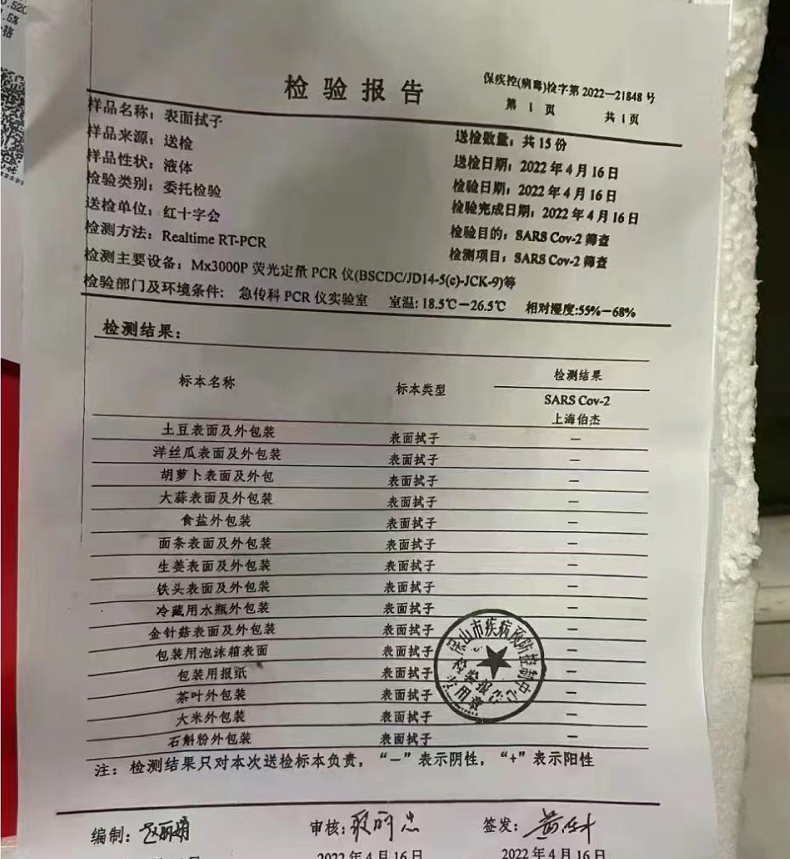 检验报告
保疾控(病毒)检字第2022—21848号
第 1 页 共 1 页
样品名称：表面拭子
样品来源：送检 送检数量：共15份
样品性状：液体 送检日期：2022年4月16日
检验类别：委托检验 检验日期：2022年4月16日
送检单位：红十字会 检验完成日期：2022年4月16日
检测方法：Realtime RT-PCR 检验目的：SARS Cov-2 筛查
检测项目：SARS Cov-2 筛查
检测主要设备：Mx3000P 荧光定量 PCR 仪(BSCDC/JD14-5(c)-JCK-9)等
检验部门及环境条件：急传科PCR仪实验室 室温：18.5℃—26.5℃ 相对湿度:55%—68%
检测结果：
标本名称 标本类型 检测结果
SARS Cov-2
上海伯杰
土豆表面及外包装 表面拭子 —
洋丝瓜表面及外包装 表面拭子 —
胡萝卜表面及外包 表面拭子 —
大蒜表面及外包装 表面拭子 —
食盐外包装 表面拭子 —
面条表面及外包装 表面拭子 —
生姜表面及外包装 表面拭子 —
铁头表面及外包装 表面拭子 —
冷藏用水瓶外包装 表面拭子 —
金针菇表面及外包装 表面拭子 —
包装用泡沫箱表面 表面拭子 —
包装用报纸 表面拭子 —
茶叶外包装 表面拭子 —
大米外包装 表面拭子 —
石斛粉外包装 表面拭子 —
山市疾病预防控制中心
检验报告
专用章
注：检测结果只对本次送检标本负责，“—”表示阴性，“+”表示阳性
编制： 审核： 签发：
2022年4月16日 2022年4月16日